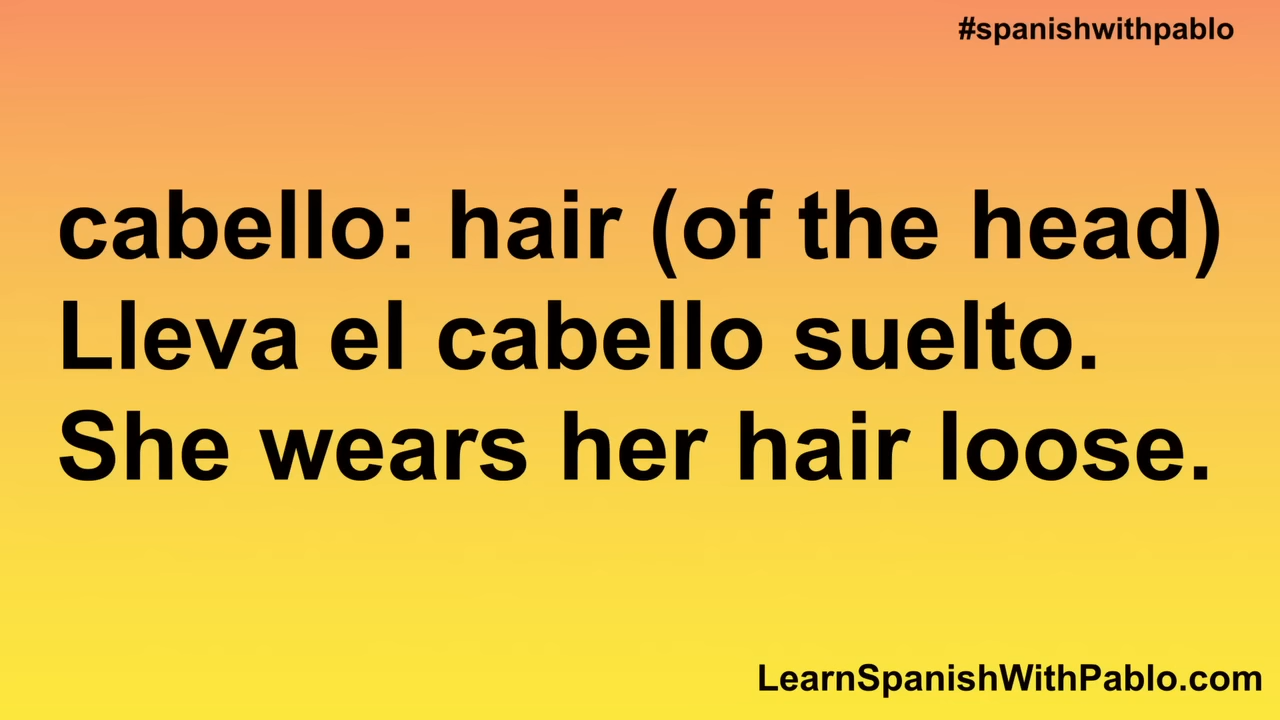 #spanishwithpablo
cabello: hair (of the head)
Lleva el cabello suelto.
She wears her hair loose.
LearnSpanishWithPablo.com